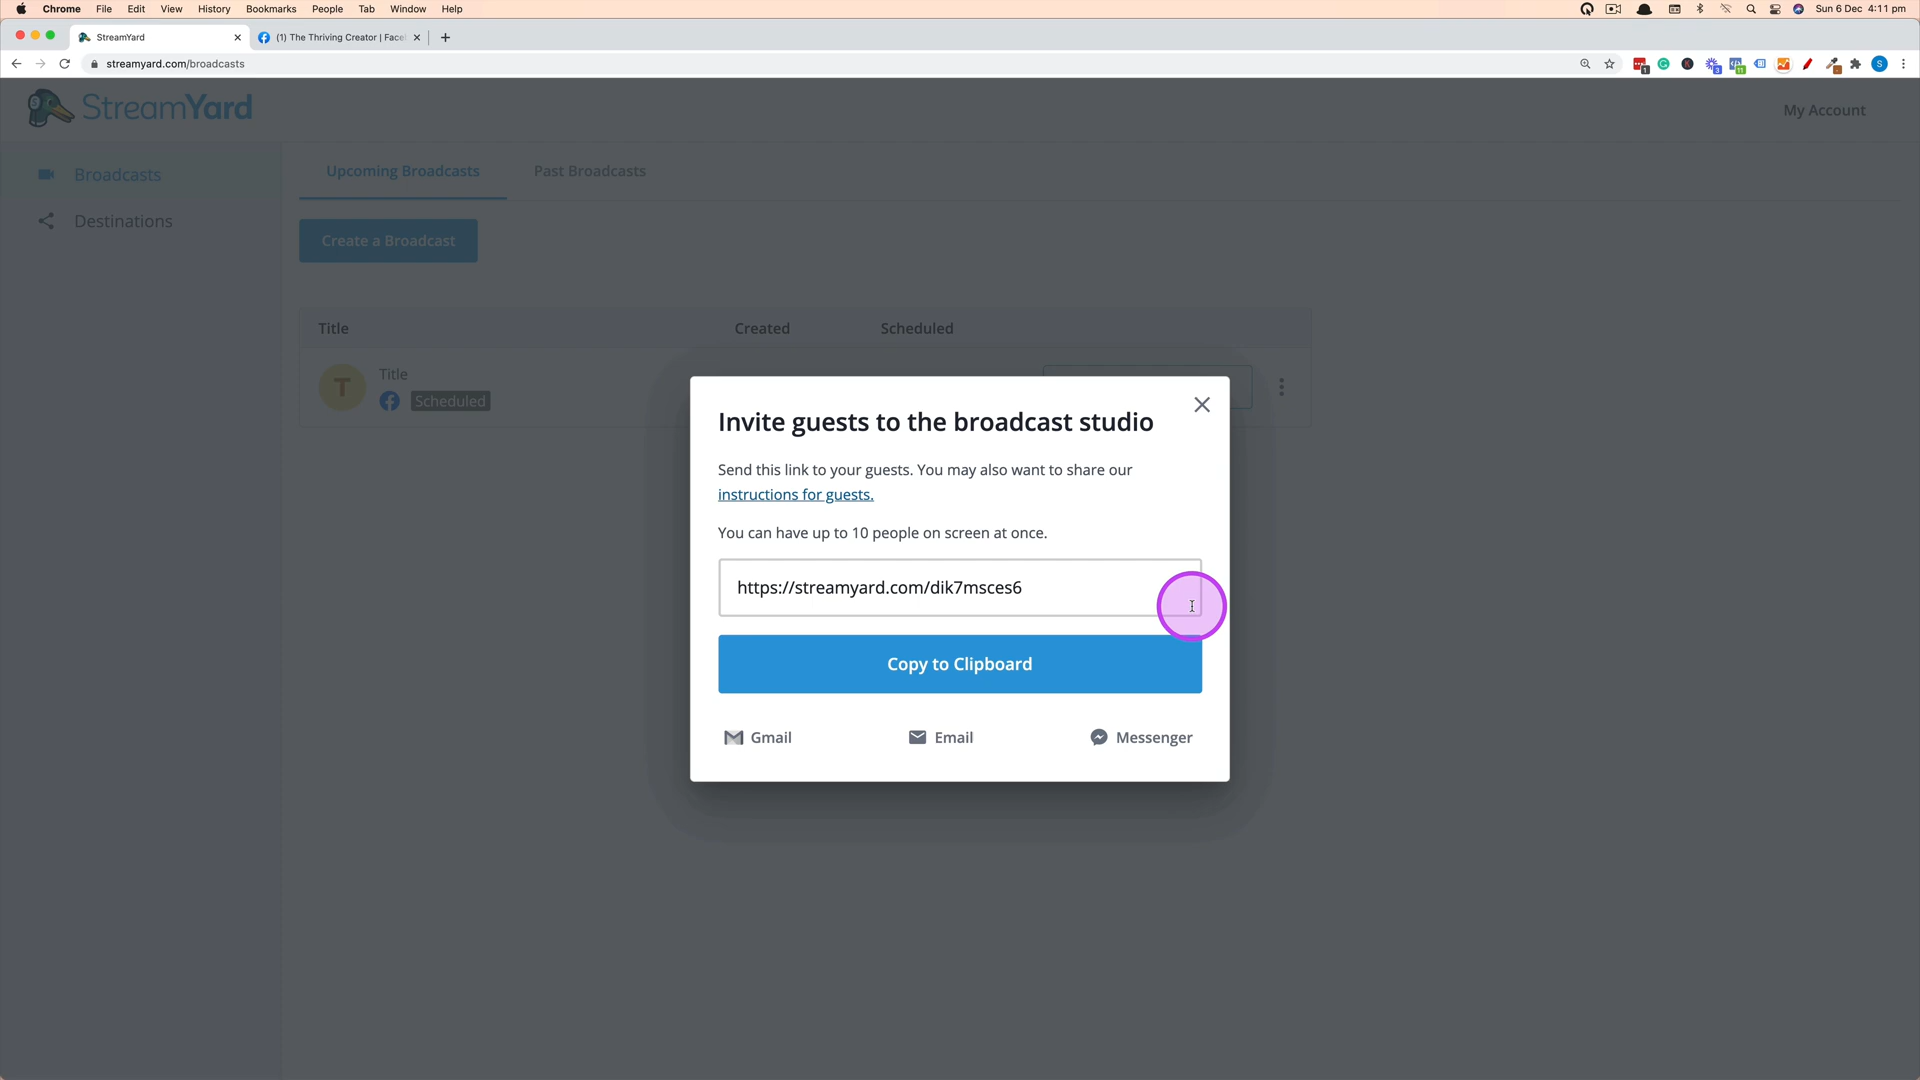 Chrome File Edit View History Bookmarks People Tab Window Help Sun 6 Dec 4:11 pm
StreamYard (1) The Thriving Creator | Face
streamyard.com/broadcasts
StreamYard My Account
Broadcasts
Destinations
Upcoming Broadcasts Past Broadcasts
Create a Broadcast
Title Created Scheduled
T Title
Scheduled
Invite guests to the broadcast studio
Send this link to your guests. You may also want to share our
instructions for guests.
You can have up to 10 people on screen at once.
https://streamyard.com/dik7msces6
Copy to Clipboard
Gmail Email Messenger